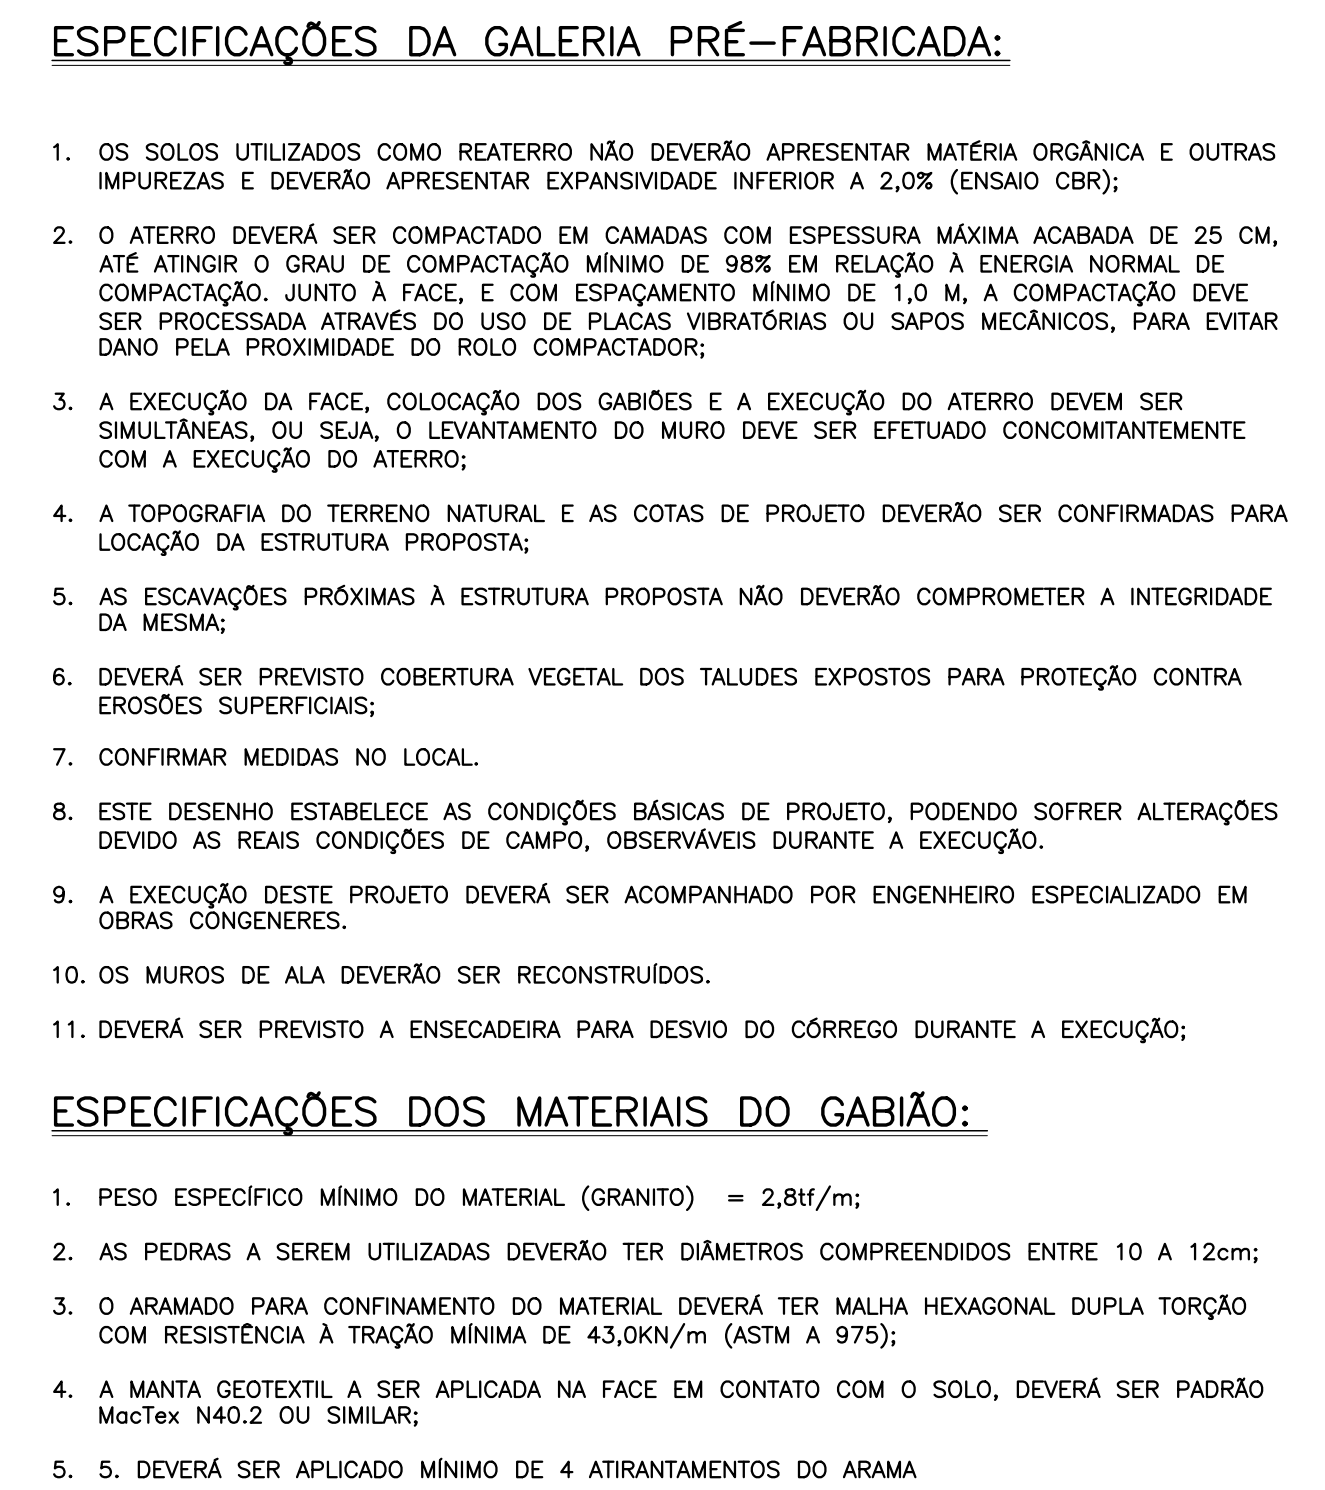 ESPECIFICAÇÕES DA GALERIA PRÉ-FABRICADA:
1. OS SOLOS UTILIZADOS COMO REATERRO NÃO DEVERÃO APRESENTAR MATÉRIA ORGÂNICA E OUTRAS
IMPUREZAS E DEVERÃO APRESENTAR EXPANSIVIDADE INFERIOR A 2,0% (ENSAIO CBR);
2. O ATERRO DEVERÁ SER COMPACTADO EM CAMADAS COM ESPESSURA MÁXIMA ACABADA DE 25 CM,
ATÉ ATINGIR O GRAU DE COMPACTAÇÃO MÍNIMO DE 98% EM RELAÇÃO À ENERGIA NORMAL DE
COMPACTAÇÃO. JUNTO À FACE, E COM ESPAÇAMENTO MÍNIMO DE 1,0 M, A COMPACTAÇÃO DEVE
SER PROCESSADA ATRAVÉS DO USO DE PLACAS VIBRATÓRIAS OU SAPOS MECÂNICOS, PARA EVITAR
DANO PELA PROXIMIDADE DO ROLO COMPACTADOR;
3. A EXECUÇÃO DA FACE, COLOCAÇÃO DOS GABIÕES E A EXECUÇÃO DO ATERRO DEVEM SER
SIMULTÂNEAS, OU SEJA, O LEVANTAMENTO DO MURO DEVE SER EFETUADO CONCOMITANTEMENTE
COM A EXECUÇÃO DO ATERRO;
4. A TOPOGRAFIA DO TERRENO NATURAL E AS COTAS DE PROJETO DEVERÃO SER CONFIRMADAS PARA
LOCAÇÃO DA ESTRUTURA PROPOSTA;
5. AS ESCAVAÇÕES PRÓXIMAS À ESTRUTURA PROPOSTA NÃO DEVERÃO COMPROMETER A INTEGRIDADE
DA MESMA;
6. DEVERÁ SER PREVISTO COBERTURA VEGETAL DOS TALUDES EXPOSTOS PARA PROTEÇÃO CONTRA
EROSÕES SUPERFICIAIS;
7. CONFIRMAR MEDIDAS NO LOCAL.
8. ESTE DESENHO ESTABELECE AS CONDIÇÕES BÁSICAS DE PROJETO, PODENDO SOFRER ALTERAÇÕES
DEVIDO AS REAIS CONDIÇÕES DE CAMPO, OBSERVÁVEIS DURANTE A EXECUÇÃO.
9. A EXECUÇÃO DESTE PROJETO DEVERÁ SER ACOMPANHADO POR ENGENHEIRO ESPECIALIZADO EM
OBRAS CONGENERES.
10. OS MUROS DE ALA DEVERÃO SER RECONSTRUÍDOS.
11. DEVERÁ SER PREVISTO A ENSECADEIRA PARA DESVIO DO CÓRREGO DURANTE A EXECUÇÃO;
ESPECIFICAÇÕES DOS MATERIAIS DO GABIÃO:
1. PESO ESPECÍFICO MÍNIMO DO MATERIAL (GRANITO) = 2,8tf/m;
2. AS PEDRAS A SEREM UTILIZADAS DEVERÃO TER DIÂMETROS COMPREENDIDOS ENTRE 10 A 12cm;
3. O ARAMADO PARA CONFINAMENTO DO MATERIAL DEVERÁ TER MALHA HEXAGONAL DUPLA TORÇÃO
COM RESISTÊNCIA À TRAÇÃO MÍNIMA DE 43,0KN/m (ASTM A 975);
4. A MANTA GEOTEXTIL A SER APLICADA NA FACE EM CONTATO COM O SOLO, DEVERÁ SER PADRÃO
MacTex N40.2 OU SIMILAR;
5. 5. DEVERÁ SER APLICADO MÍNIMO DE 4 ATIRANTAMENTOS DO ARAMA